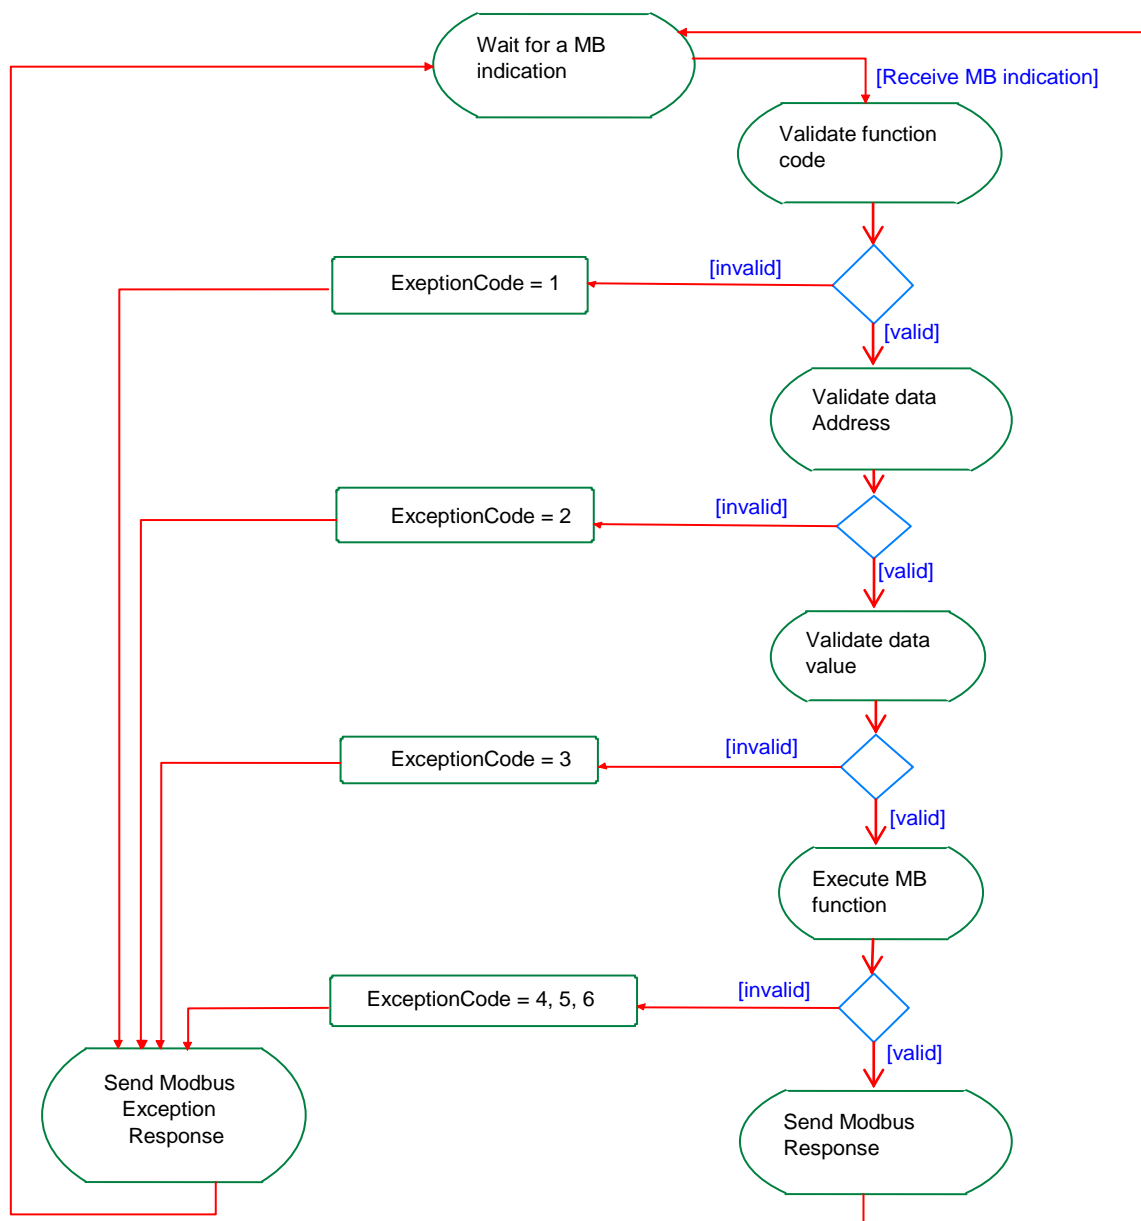 Wait for a MB
indication
[Receive MB indication]
Validate function
code
[invalid]
ExeptionCode = 1
[valid]
Validate data
Address
[invalid]
ExceptionCode = 2
[valid]
Validate data
value
[invalid]
ExceptionCode = 3
[valid]
Execute MB
function
[invalid]
ExceptionCode = 4, 5, 6
[valid]
Send Modbus
Exception
Response
Send Modbus
Response